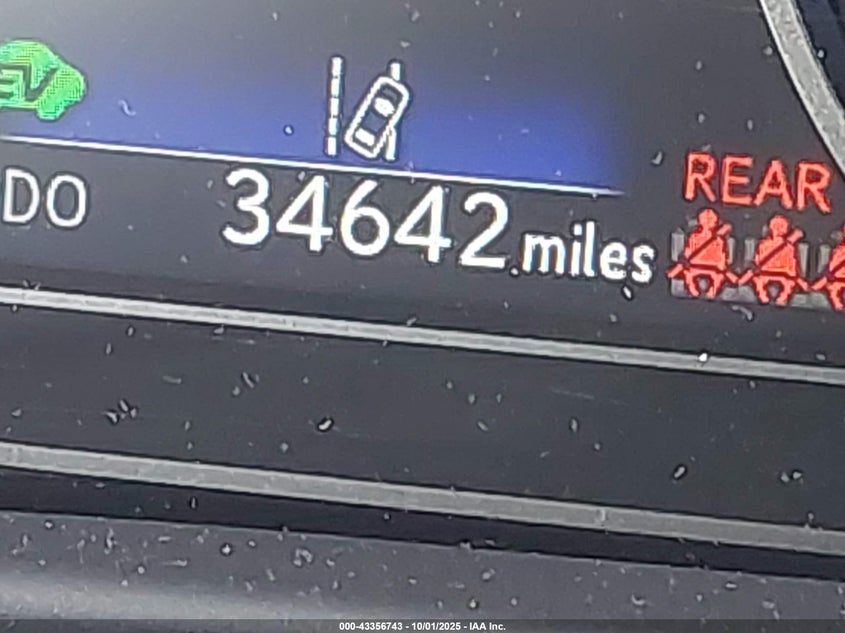 EV
REAR
DO 34642 miles
000-43356743 - 10/01/2025 - IAA Inc.